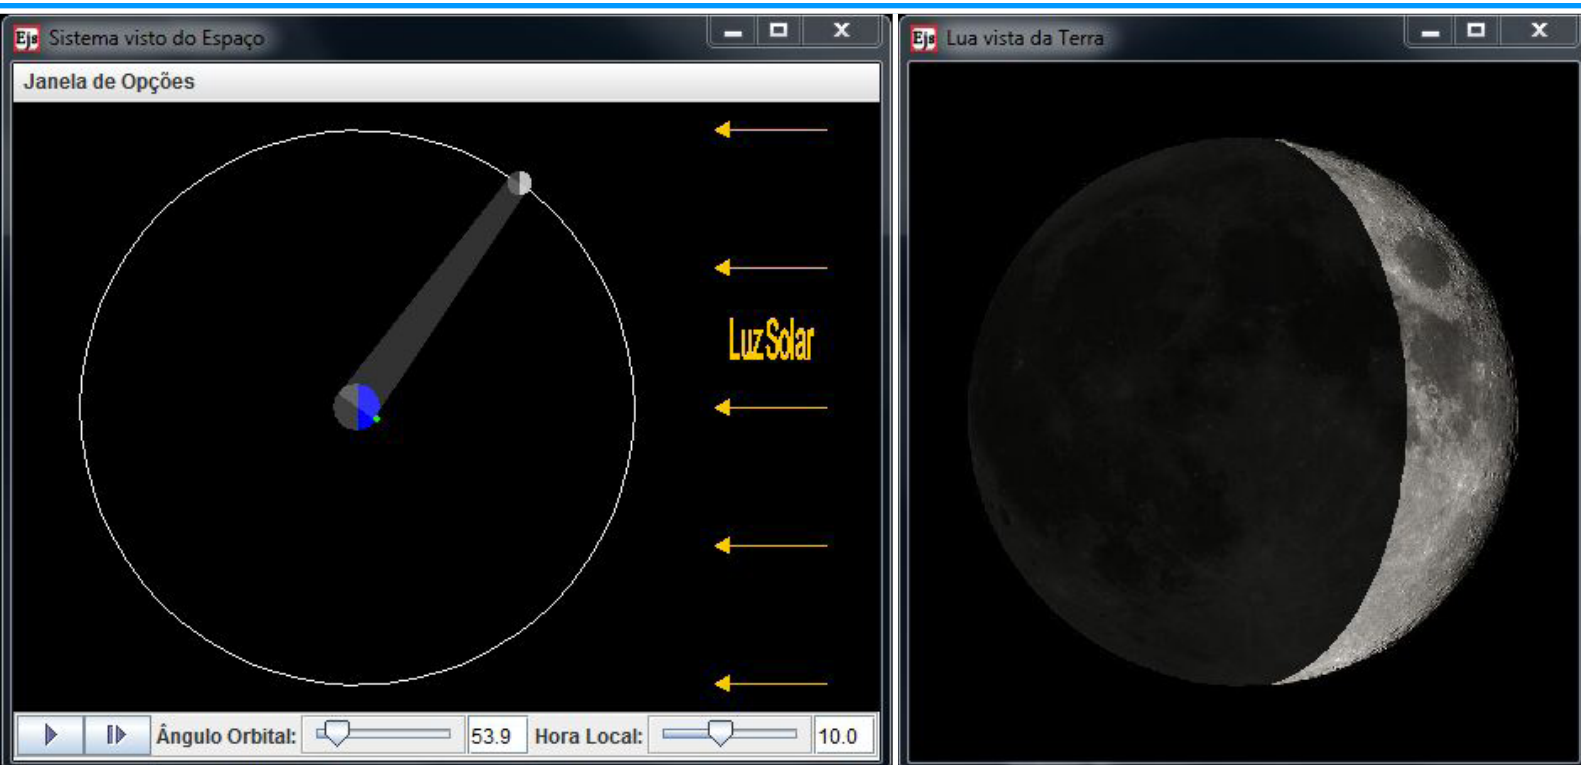 Ejs Sistema visto do Espaço
Janela de Opções
Luz Solar
Ângulo Orbital: 53.9 Hora Local: 10.0
Ejs Lua vista da Terra